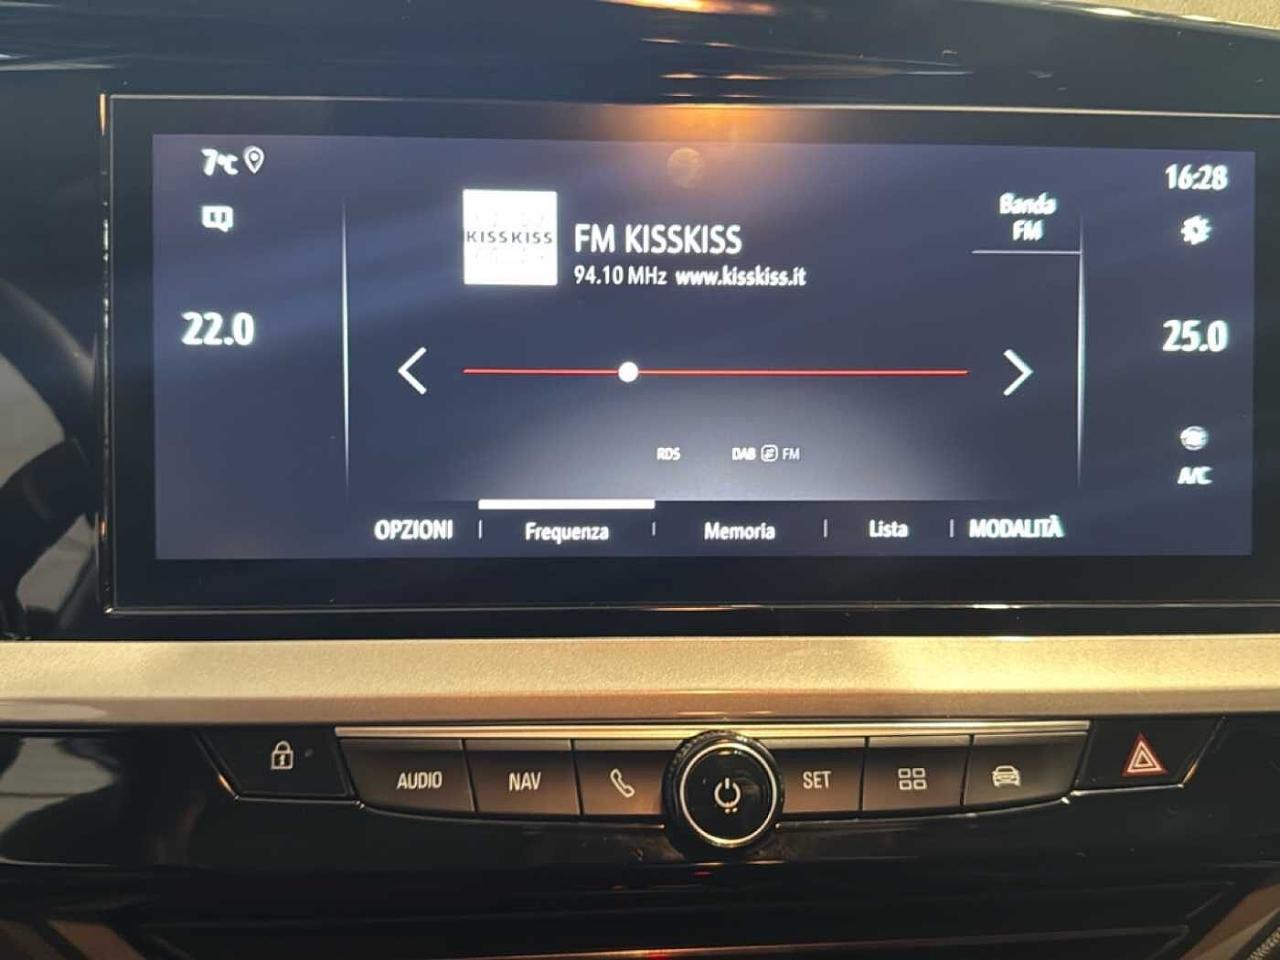 7°C
16:28
Banda
FM
KISSKISS
FM KISSKISS
94.10 MHz www.kisskiss.it
22.0
25.0
RDS
DAB FM
A/C
OPZIONI
Frequenza
Memoria
Lista
MODALITÀ
AUDIO
NAV
SET